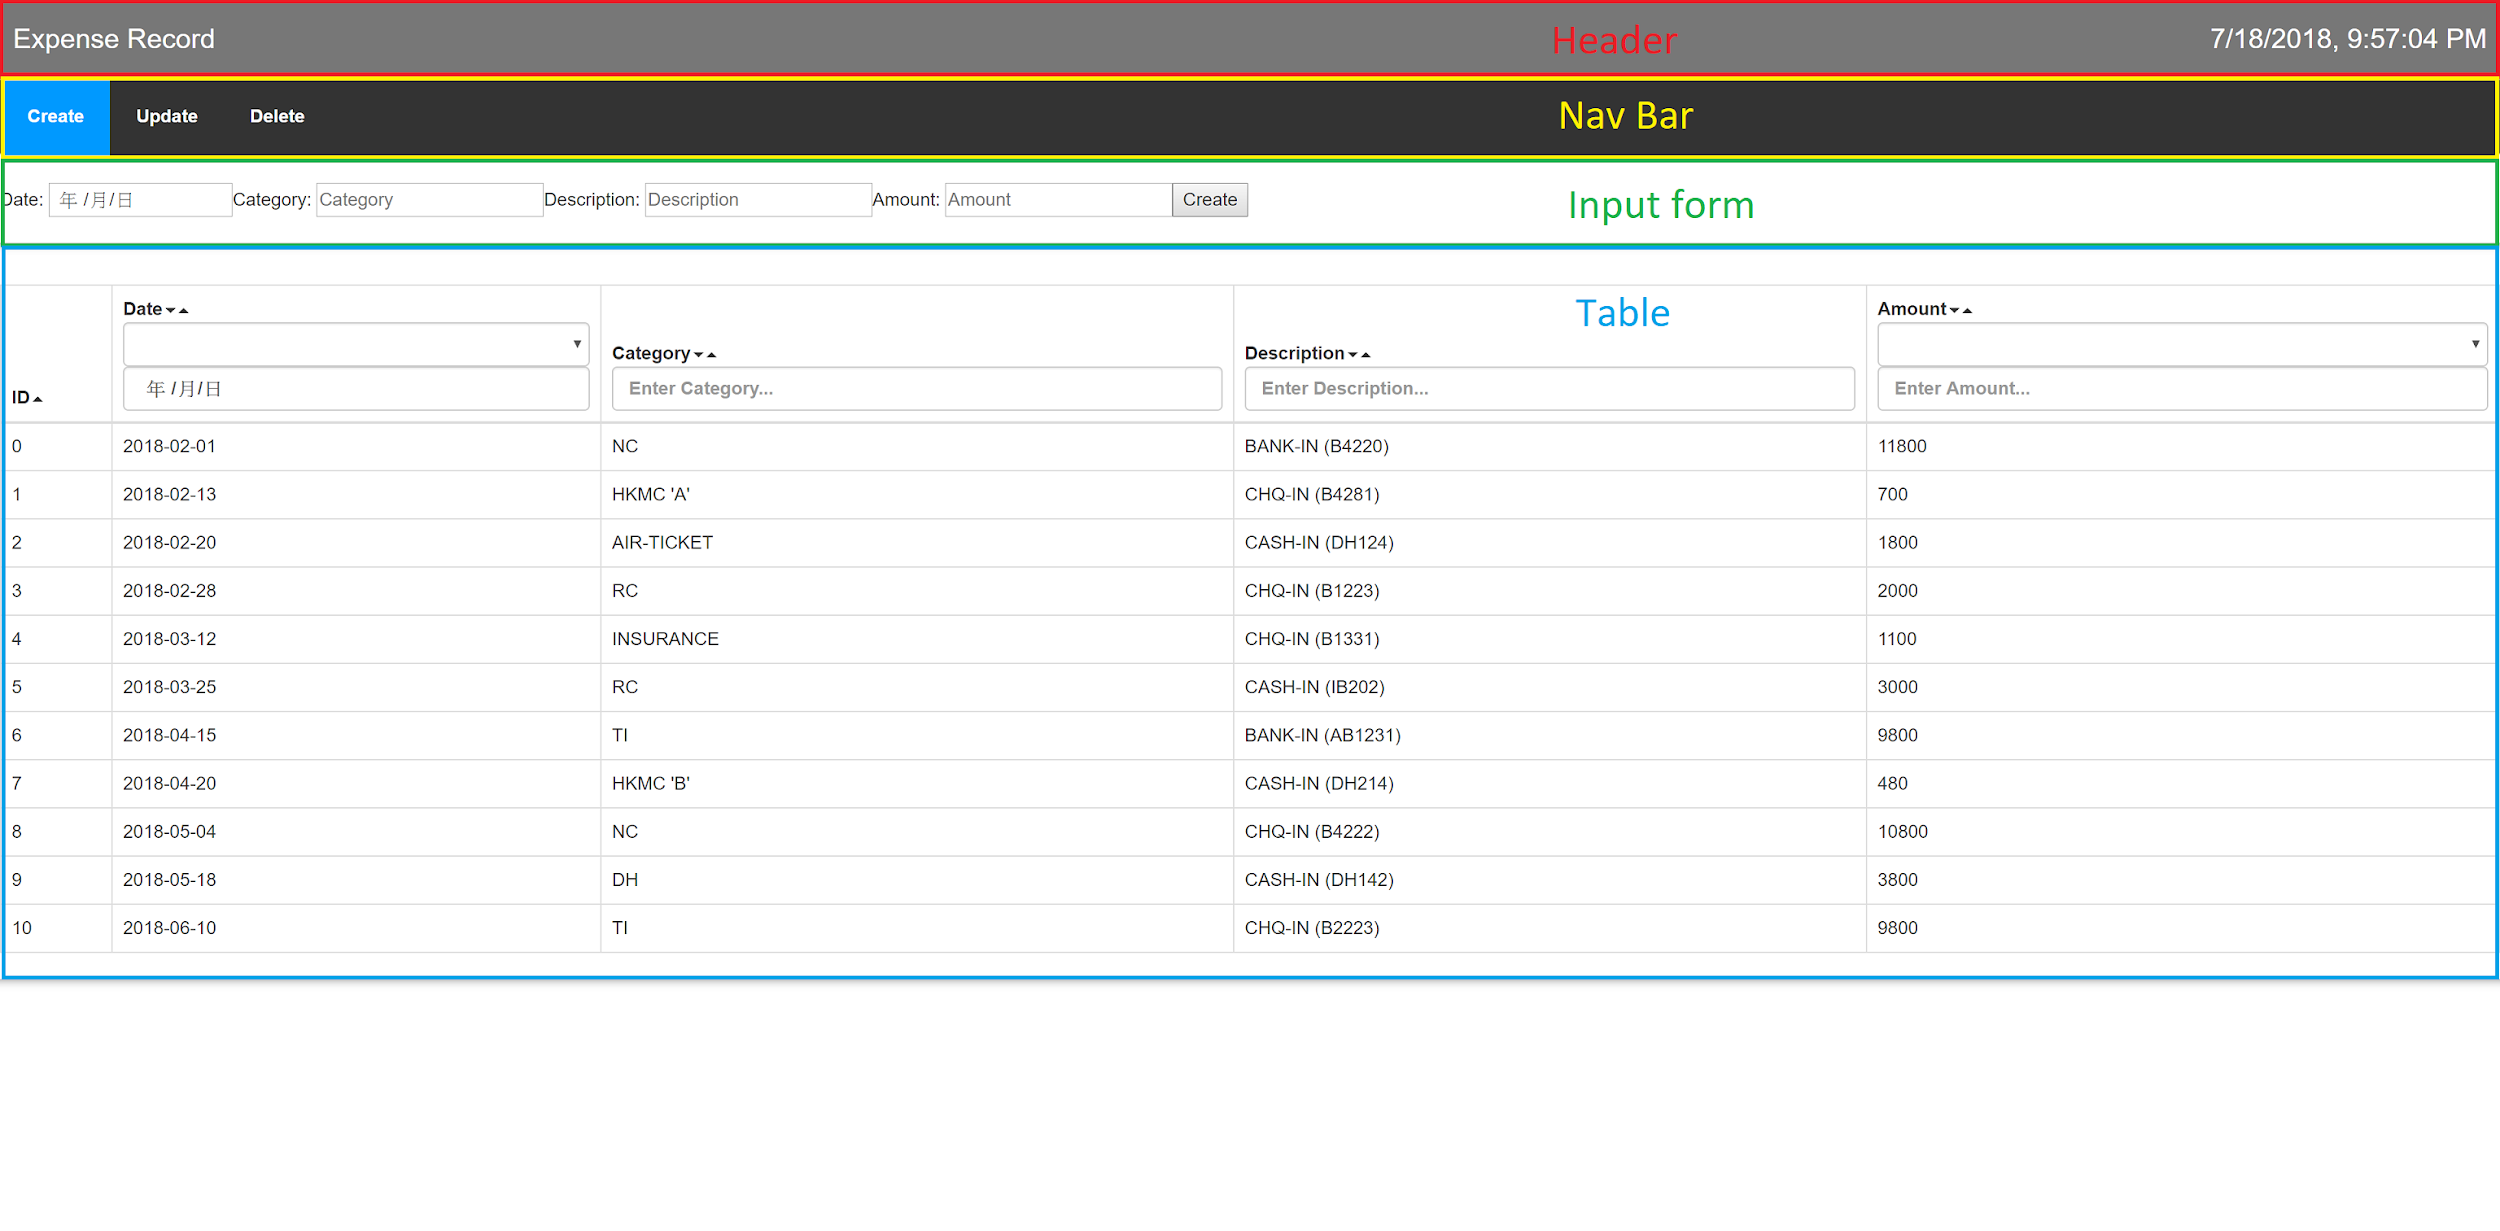 Expense Record Header 7/18/2018, 9:57:04 PM
Create Update Delete Nav Bar
Date: 年 /月/日 Category: Category Description: Description Amount: Amount Create Input form
Table
Date Amount
Category Description
ID 年 /月/日 Enter Category... Enter Description... Enter Amount...
0 2018-02-01 NC BANK-IN (B4220) 11800
1 2018-02-13 HKMC 'A' CHQ-IN (B4281) 700
2 2018-02-20 AIR-TICKET CASH-IN (DH124) 1800
3 2018-02-28 RC CHQ-IN (B1223) 2000
4 2018-03-12 INSURANCE CHQ-IN (B1331) 1100
5 2018-03-25 RC CASH-IN (IB202) 3000
6 2018-04-15 TI BANK-IN (AB1231) 9800
7 2018-04-20 HKMC 'B' CASH-IN (DH214) 480
8 2018-05-04 NC CHQ-IN (B4222) 10800
9 2018-05-18 DH CASH-IN (DH142) 3800
10 2018-06-10 TI CHQ-IN (B2223) 9800